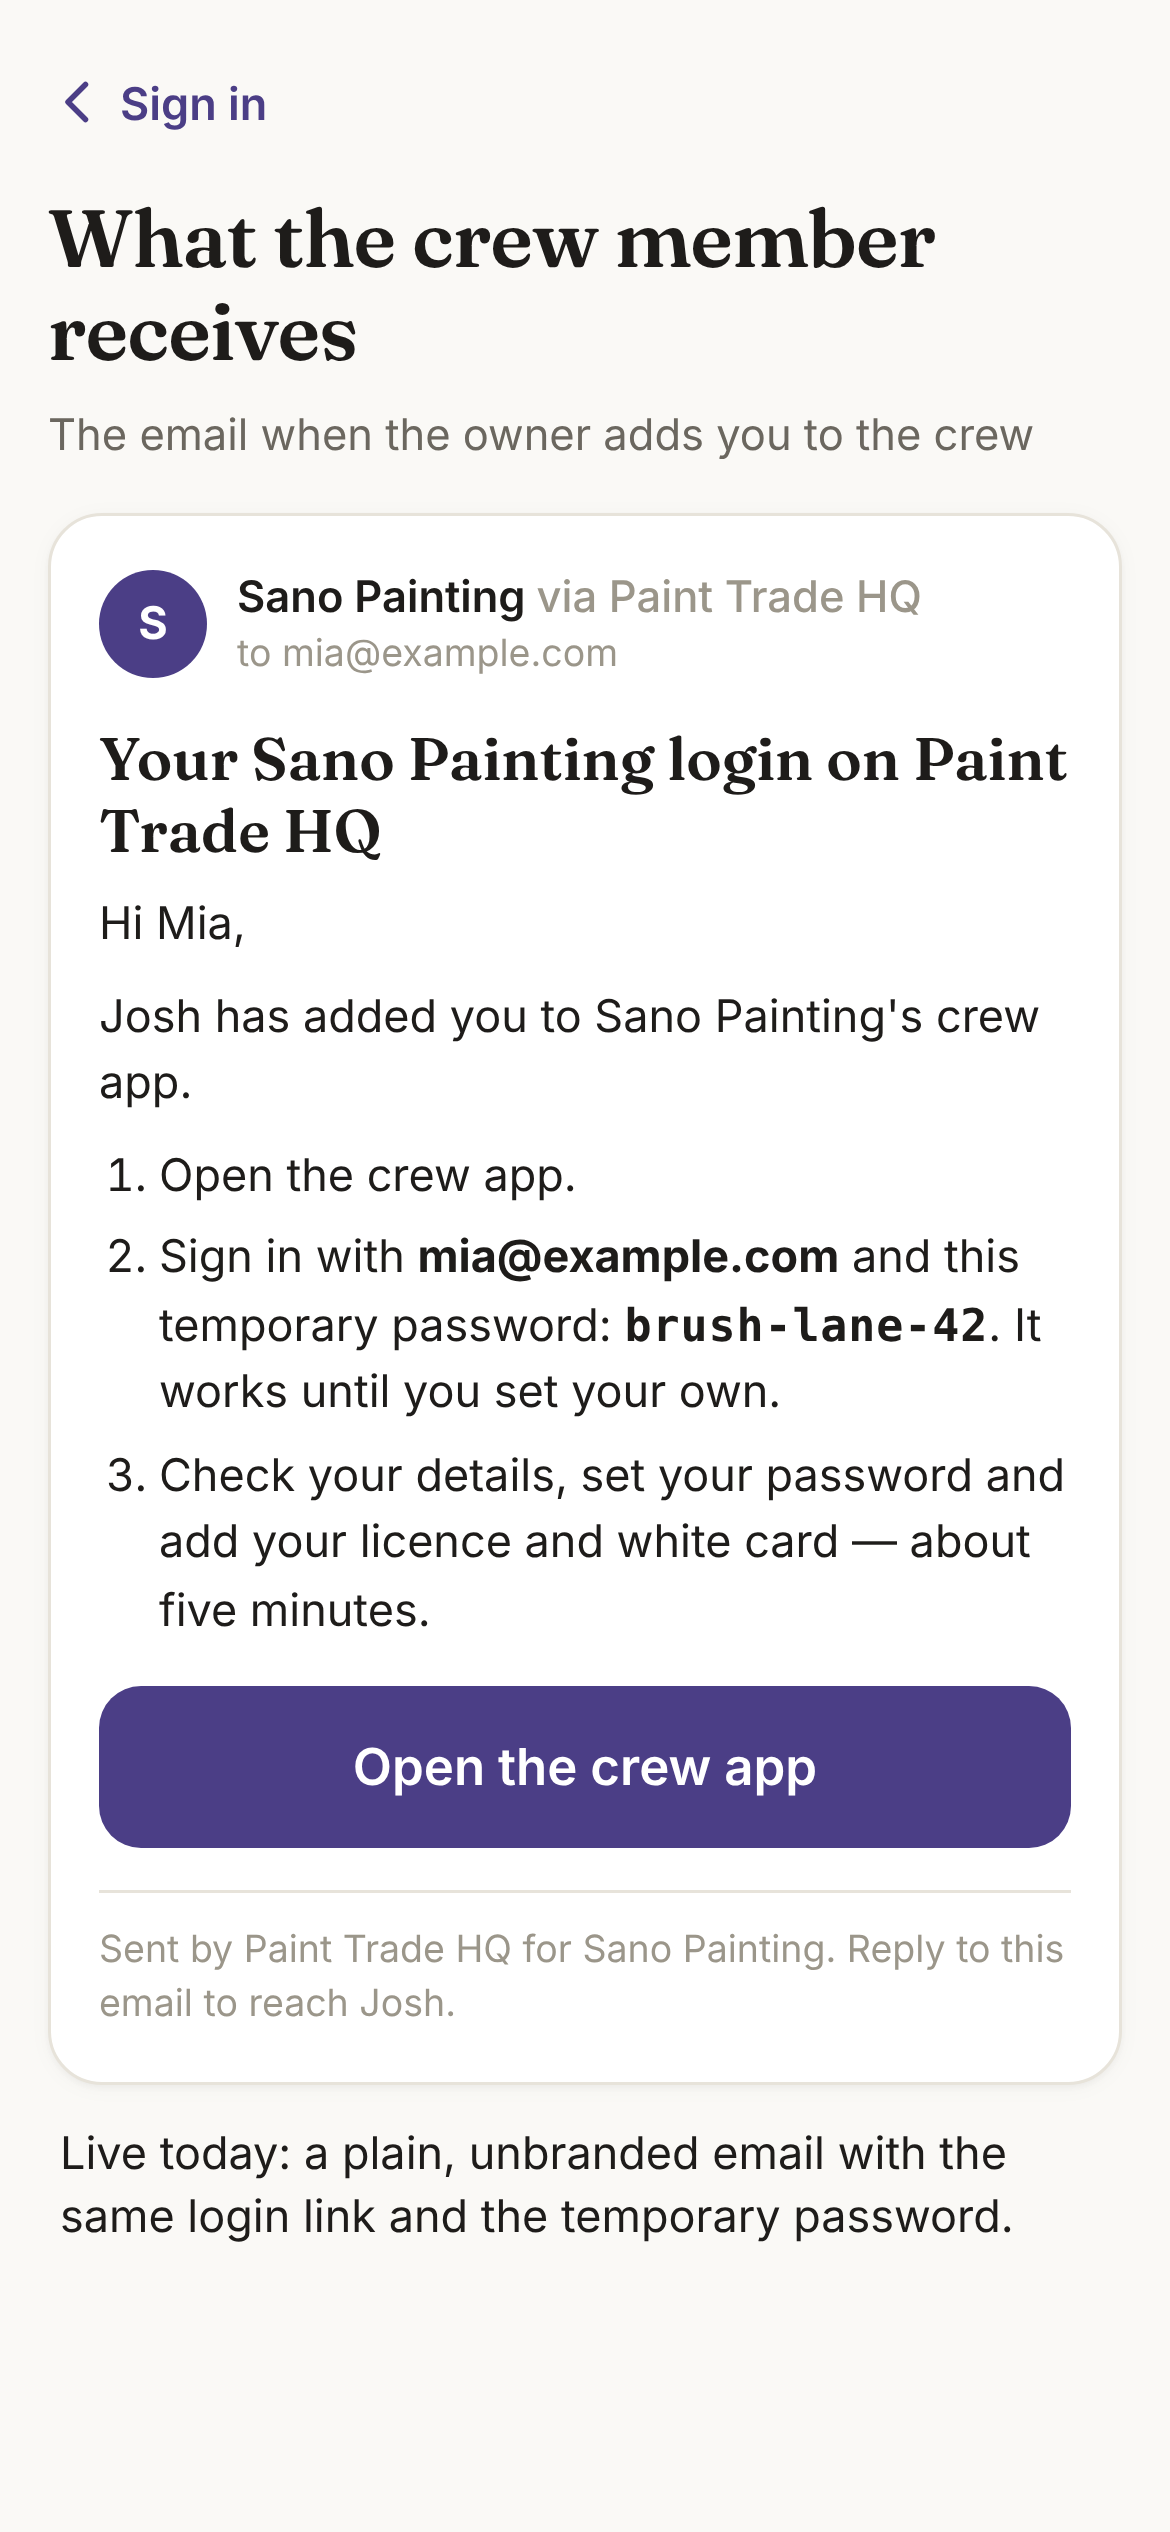 Sign in
What the crew member
receives
The email when the owner adds you to the crew
S
Sano Painting via Paint Trade HQ
to mia@example.com
Your Sano Painting login on Paint
Trade HQ
Hi Mia,
Josh has added you to Sano Painting's crew
app.
1. Open the crew app.
2. Sign in with mia@example.com and this
temporary password: brush-lane-42. It
works until you set your own.
3. Check your details, set your password and
add your licence and white card — about
five minutes.
Open the crew app
Sent by Paint Trade HQ for Sano Painting. Reply to this
email to reach Josh.
Live today: a plain, unbranded email with the
same login link and the temporary password.